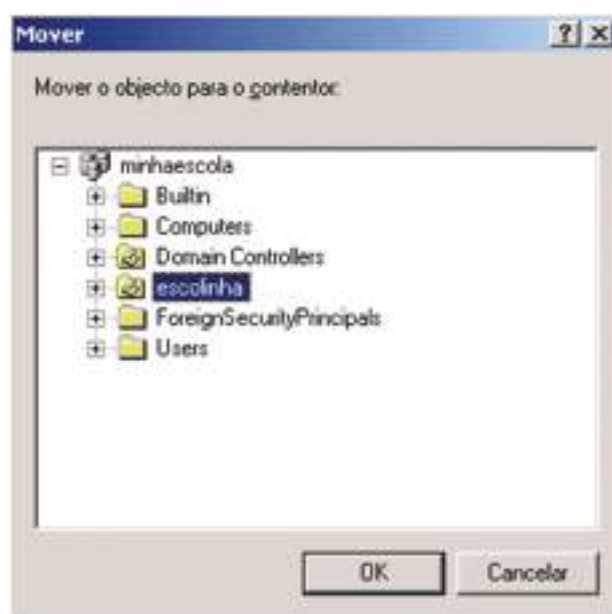 Mover
Mover o objecto para o contentor:
minhaescola
Builtin
Computers
Domain Controllers
escolinha
ForeignSecurityPrincipals
Users
OK
Cancelar